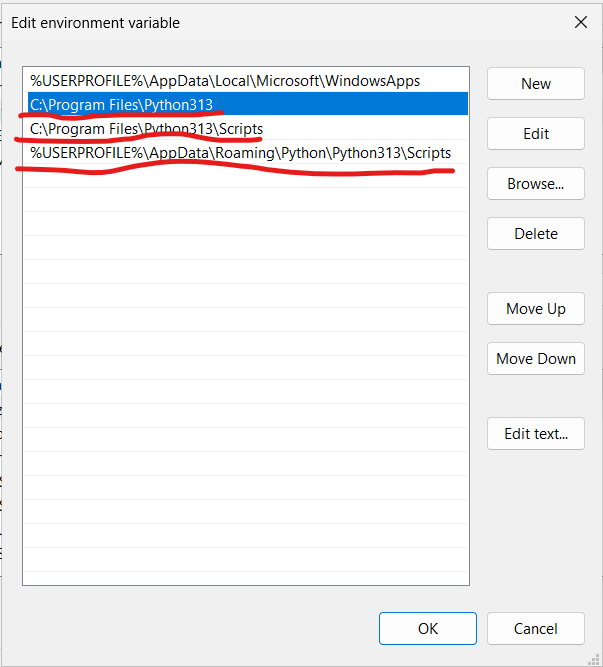 Edit environment variable
%USERPROFILE%\AppData\Local\Microsoft\WindowsApps
New
C:\Program Files\Python313
C:\Program Files\Python313\Scripts
Edit
%USERPROFILE%\AppData\Roaming\Python\Python313\Scripts
Browse...
Delete
Move Up
Move Down
Edit text...
OK
Cancel